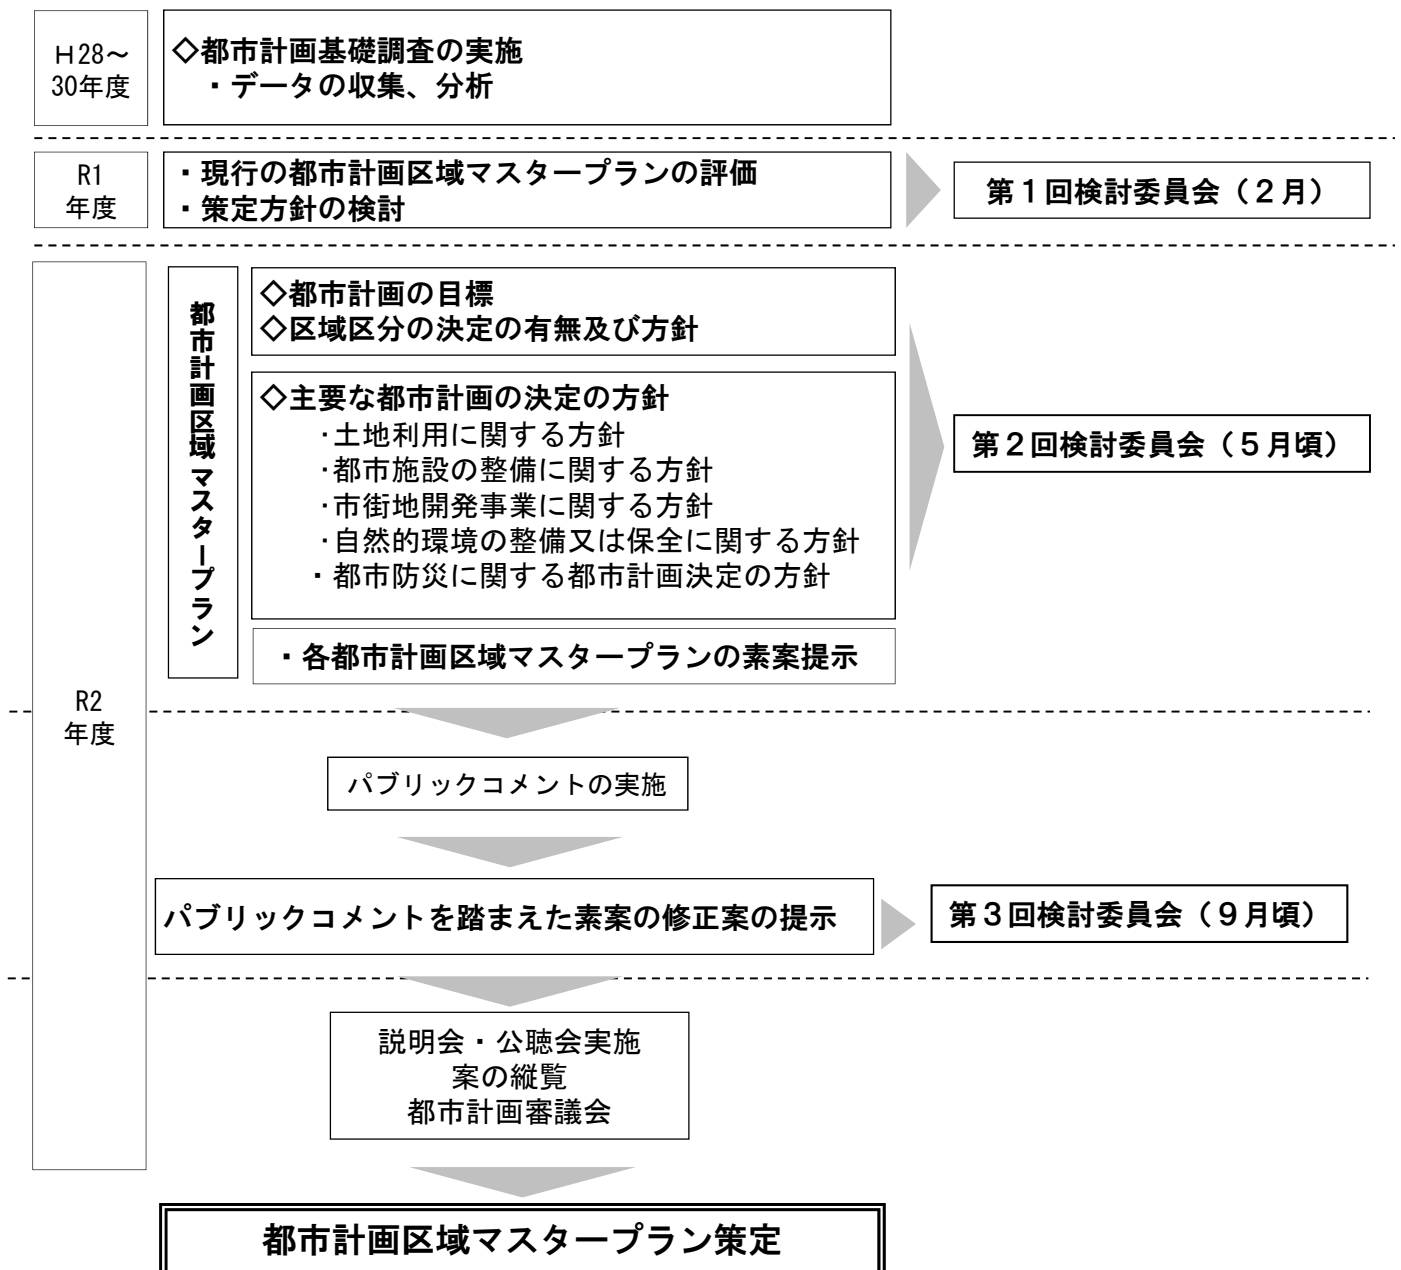 H28～
30年度
◇都市計画基礎調査の実施
・データの収集、分析
R1
年度
・現行の都市計画区域マスタープランの評価
・策定方針の検討
第１回検討委員会（２月）
R2
年度
都市計画区域マスタープラン
◇都市計画の目標
◇区域区分の決定の有無及び方針
◇主要な都市計画の決定の方針
・土地利用に関する方針
・都市施設の整備に関する方針
・市街地開発事業に関する方針
・自然的環境の整備又は保全に関する方針
・都市防災に関する都市計画決定の方針
第２回検討委員会（５月頃）
・各都市計画区域マスタープランの素案提示
パブリックコメントの実施
パブリックコメントを踏まえた素案の修正案の提示
第３回検討委員会（９月頃）
説明会・公聴会実施
案の縦覧
都市計画審議会
都市計画区域マスタープラン策定